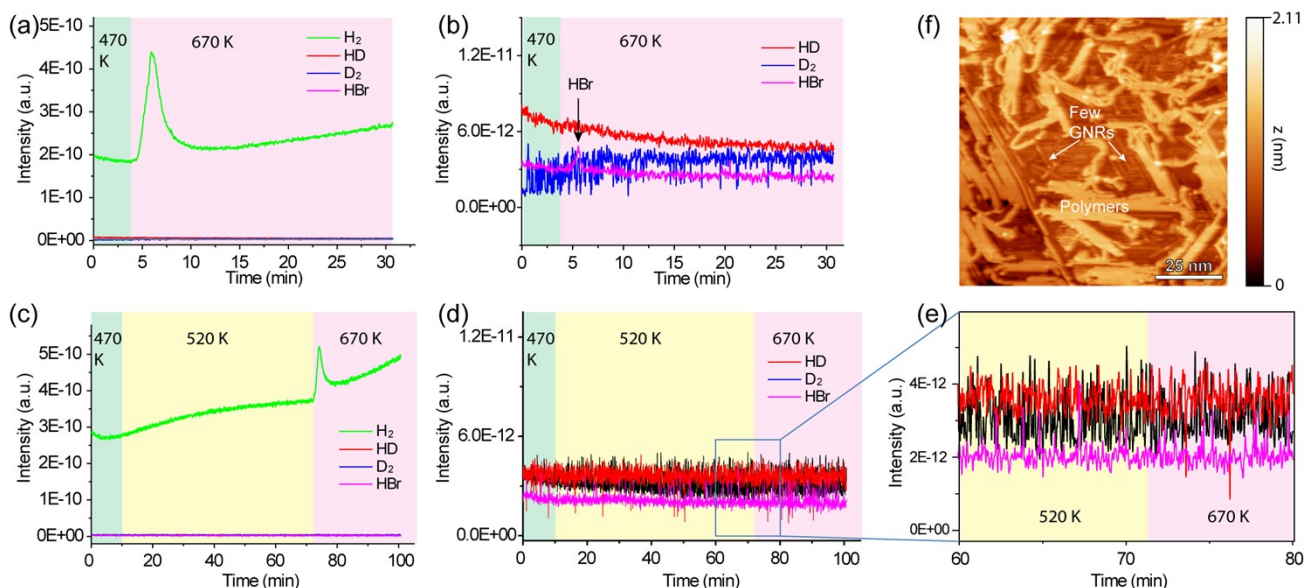 (a)
5E-10
4E-10
3E-10
2E-10
1E-10
0E+00
Intensity (a.u.)
470
K
670 K
H₂
HD
D₂
HBr
0
5
10
15
20
25
30
Time (min)
(b)
1.2E-11
6.0E-12
0.0E+00
Intensity (a.u.)
470
K
670 K
HD
D₂
HBr
HBr
0
5
10
15
20
25
30
Time (min)
(f)
Few
GNRs
Polymers
25 nm
2.11
z (nm)
0
(c)
5E-10
4E-10
3E-10
2E-10
1E-10
0E+00
Intensity (a.u.)
470
K
520 K
670 K
H₂
HD
D₂
HBr
0
20
40
60
80
100
Time (min)
(d)
1.2E-11
6.0E-12
0.0E+00
Intensity (a.u.)
470
K
520 K
670 K
HD
D₂
HBr
0
20
40
60
80
100
Time (min)
(e)
4E-12
2E-12
0E+00
Intensity (a.u.)
520 K
670 K
60
70
80
Time (min)